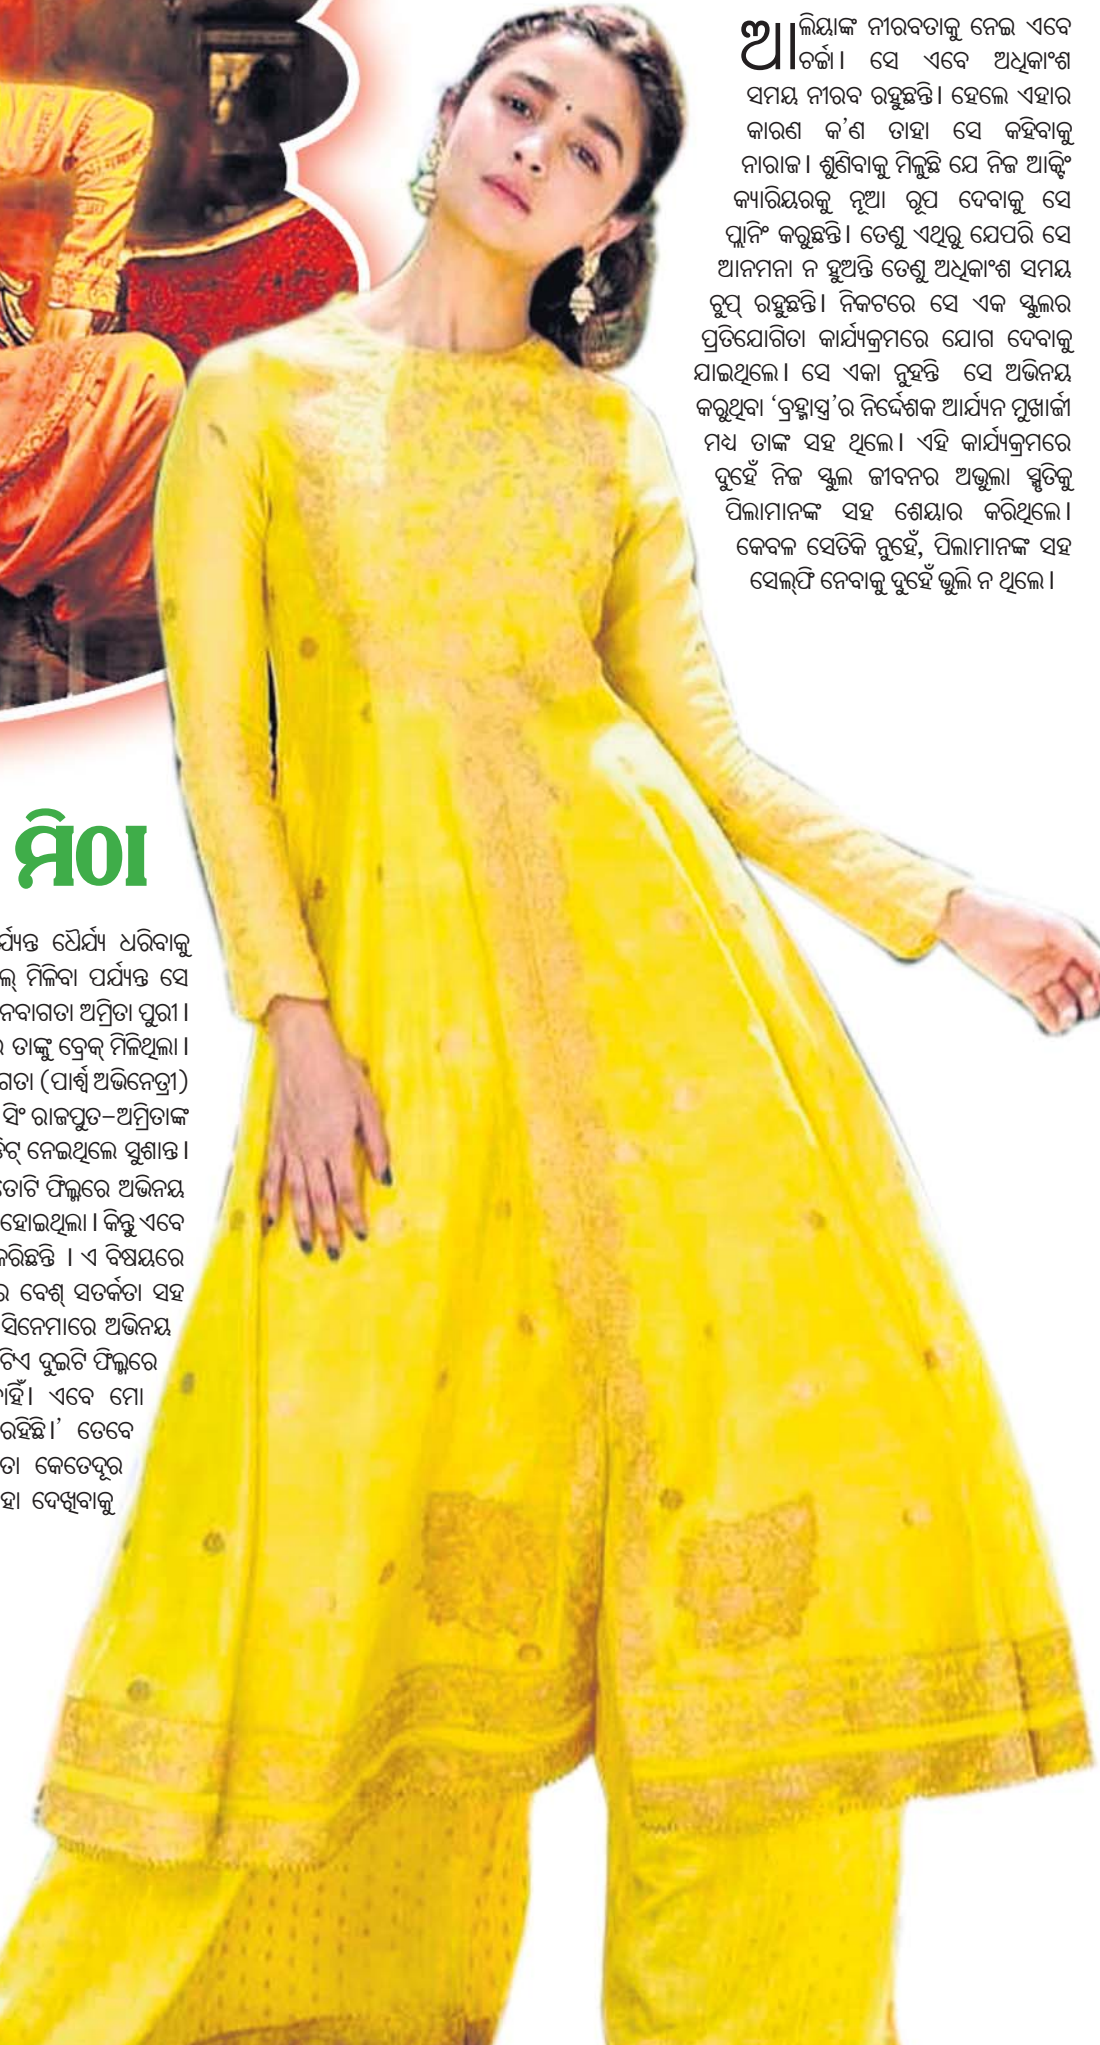 ଆଲିୟାଙ୍କ ନୀରବତାକୁ ନେଇ ଏବେ
ଚର୍ଚ୍ଚା। ସେ ଏବେ ଅଧିକାଂଶ
ସମୟ ନୀରବ ରହୁଛନ୍ତି। ହେଲେ ଏହାର
କାରଣ କ'ଣ ତାହା ସେ କହିବାକୁ
ନାରାଜ। ଶୁଣିବାକୁ ମିଳୁଛି ଯେ ନିଜ ଆକ୍ଟିଂ
କ୍ୟାରିୟରକୁ ନୂଆ ରୂପ ଦେବାକୁ ସେ
ପ୍ଲାନିଂ କରୁଛନ୍ତି। ତେଣୁ ଏଥିରୁ ଯେପରି ସେ
ଆନମନା ନ ହୁଅନ୍ତି ତେଣୁ ଅଧିକାଂଶ ସମୟ
ଚୁପ୍ ରହୁଛନ୍ତି। ନିକଟରେ ସେ ଏକ ସ୍କୁଲର
ପ୍ରତିଯୋଗିତା କାର୍ଯ୍ୟକ୍ରମରେ ଯୋଗ ଦେବାକୁ
ଯାଇଥିଲେ। ସେ ଏକା ନୁହନ୍ତି ସେ ଅଭିନୟ
କରୁଥିବା ‘ବ୍ରହ୍ମାସ୍ତ୍ର’ର ନିର୍ଦ୍ଦେଶକ ଆର୍ଯ୍ୟନ ମୁଖାର୍ଜୀ
ମଧ୍ୟ ତାଙ୍କ ସହ ଥିଲେ। ଏହି କାର୍ଯ୍ୟକ୍ରମରେ
ଦୁହେଁ ନିଜ ସ୍କୁଲ ଜୀବନର ଅଭୁଲା ସ୍ମୃତିକୁ
ପିଲାମାନଙ୍କ ସହ ଶେୟାର କରିଥିଲେ।
କେବଳ ସେତିକି ନୁହେଁ, ପିଲାମାନଙ୍କ ସହ
ସେଲ୍‌ଫି ନେବାକୁ ଦୁହେଁ ଭୁଲି ନ ଥିଲେ।
ମିଠା
ଧୈର୍ଯ୍ୟ ଧରିବାକୁ
ମିଳିବା ପର୍ଯ୍ୟନ୍ତ ସେ
ନବାଗତା ଅମ୍ରିତା ପୁରୀ।
ତାଙ୍କୁ ବ୍ରେକ୍ ମିଳିଥିଲା।
(ପାର୍ଶ୍ୱ ଅଭିନେତ୍ରୀ)
ସିଂ ରାଜପୁତ–ଅମ୍ରିତାଙ୍କ
ନେଇଥିଲେ ସୁଶାନ୍ତ।
ଫିଲ୍ମରେ ଅଭିନୟ
ହୋଇଥିଲା। କିନ୍ତୁ ଏବେ
କରିଛନ୍ତି । ଏ ବିଷୟରେ
ବେଶ୍ ସତର୍କତା ସହ
ସିନେମାରେ ଅଭିନୟ
ଦୁଇଟି ଫିଲ୍ମରେ
ଏବେ ମୋ
ରହିଛି।’ ତେବେ
କେତେଦୂର
ଦେଖିବାକୁ